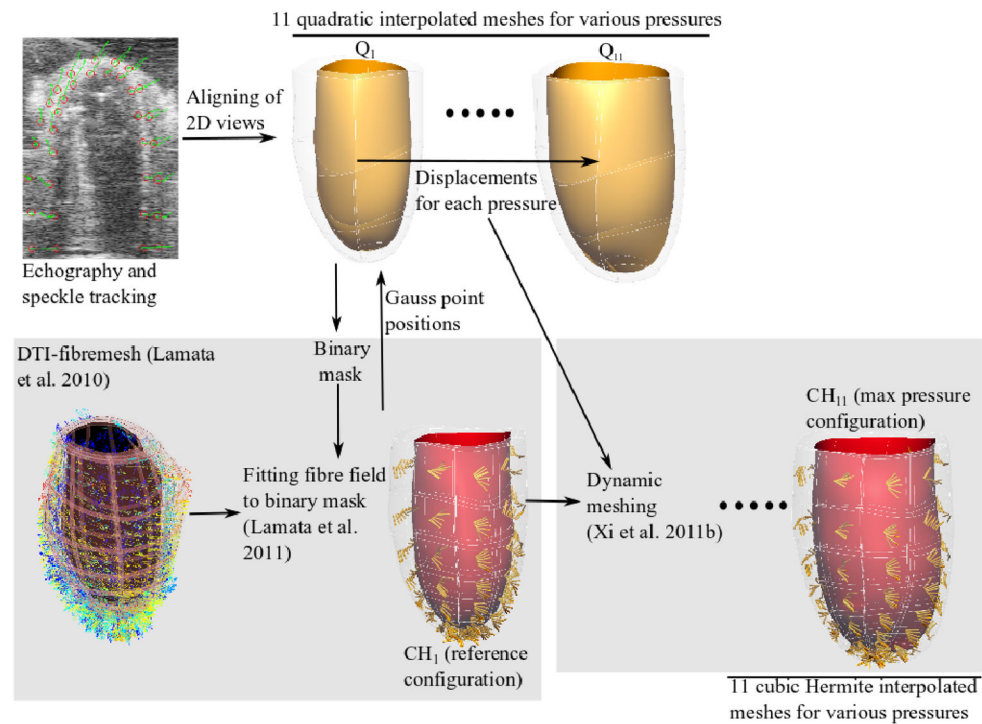 11 quadratic interpolated meshes for various pressures
Q1
Q11
Aligning of
2D views
Displacements
for each pressure
Echography and
speckle tracking
Gauss point
positions
Binary
mask
DTI-fibremesh (Lamata
et al. 2010)
CH11 (max pressure
configuration)
Fitting fibre field
to binary mask
(Lamata et al.
2011)
Dynamic
meshing
(Xi et al. 2011b)
CH1 (reference
configuration)
11 cubic Hermite interpolated
meshes for various pressures